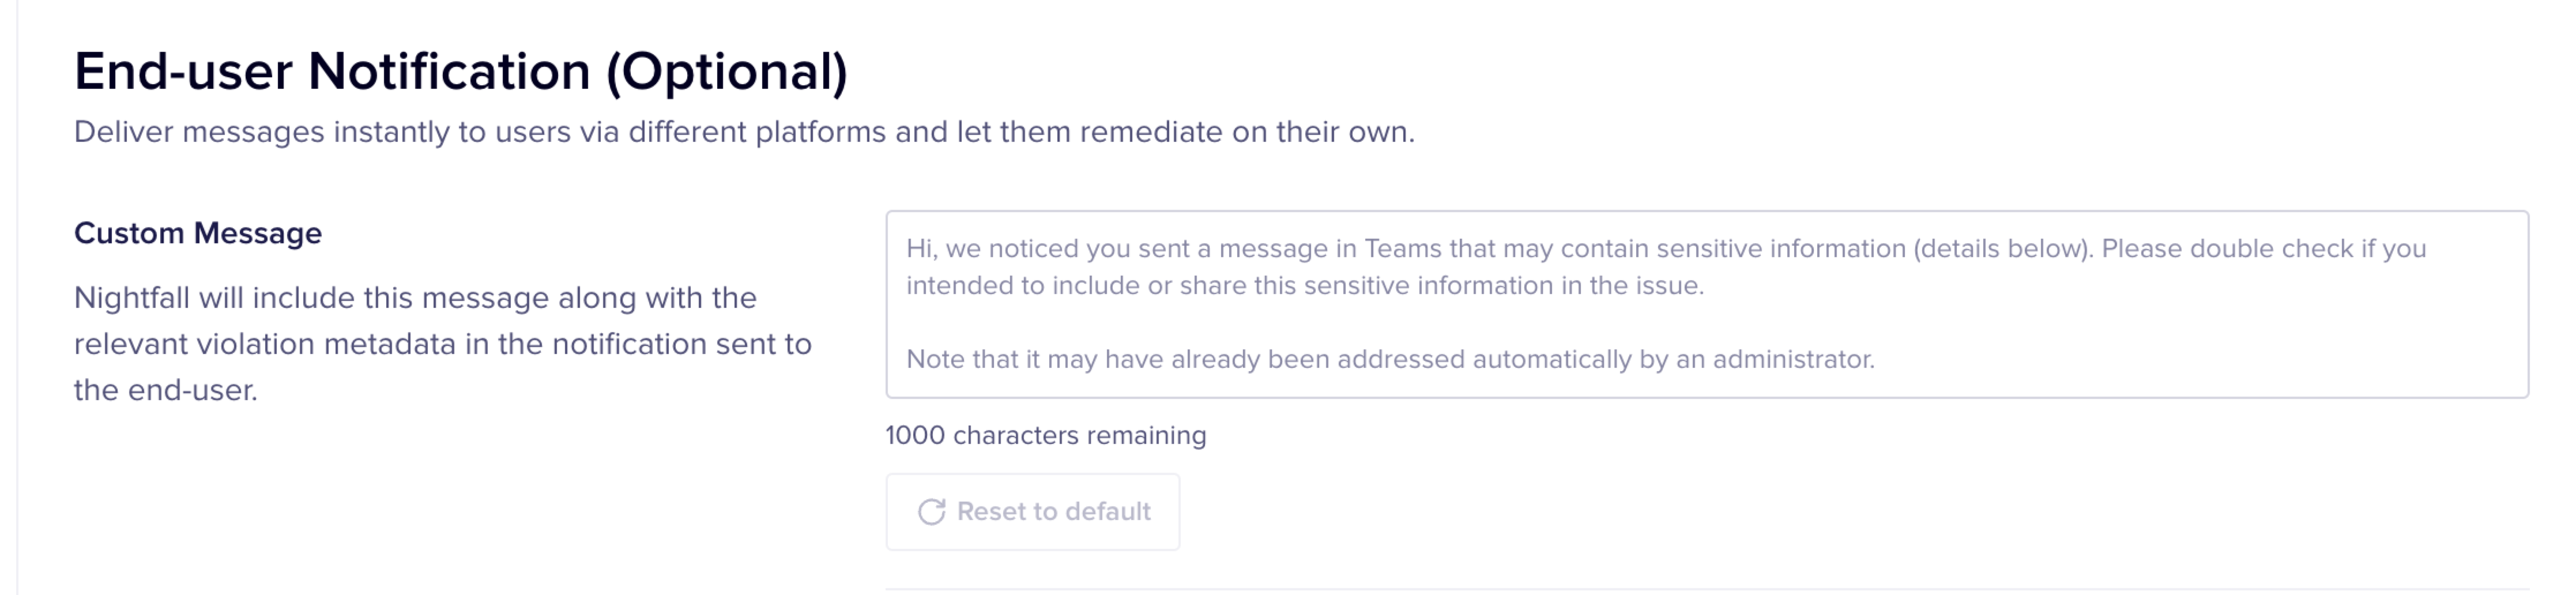 End-user Notification (Optional)
Deliver messages instantly to users via different platforms and let them remediate on their own.
Custom Message
Nightfall will include this message along with the
relevant violation metadata in the notification sent to
the end-user.
Hi, we noticed you sent a message in Teams that may contain sensitive information (details below). Please double check if you
intended to include or share this sensitive information in the issue.
Note that it may have already been addressed automatically by an administrator.
1000 characters remaining
Reset to default